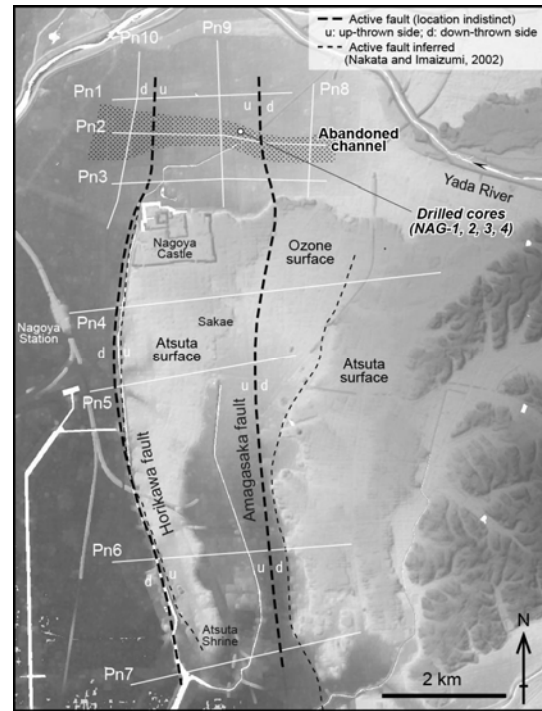 Active fault (location indistinct)
u: up-thrown side; d: down-thrown side
Active fault inferred
(Nakata and Imaizumi, 2002)
Pn10
Pn9
Pn1
d
u
u
d
Pn8
Pn2
Abandoned
channel
Yada River
Pn3
Drilled cores
(NAG-1, 2, 3, 4)
Nagoya
Castle
Ozone
surface
Nagoya
Station
Pn4
Sakae
d
u
Atsuta
surface
Atsuta
surface
u
d
Pn5
Horikawa fault
Amagasaka fault
Pn6
d
u
u
d
Atsuta
Shrine
Pn7
N
2 km